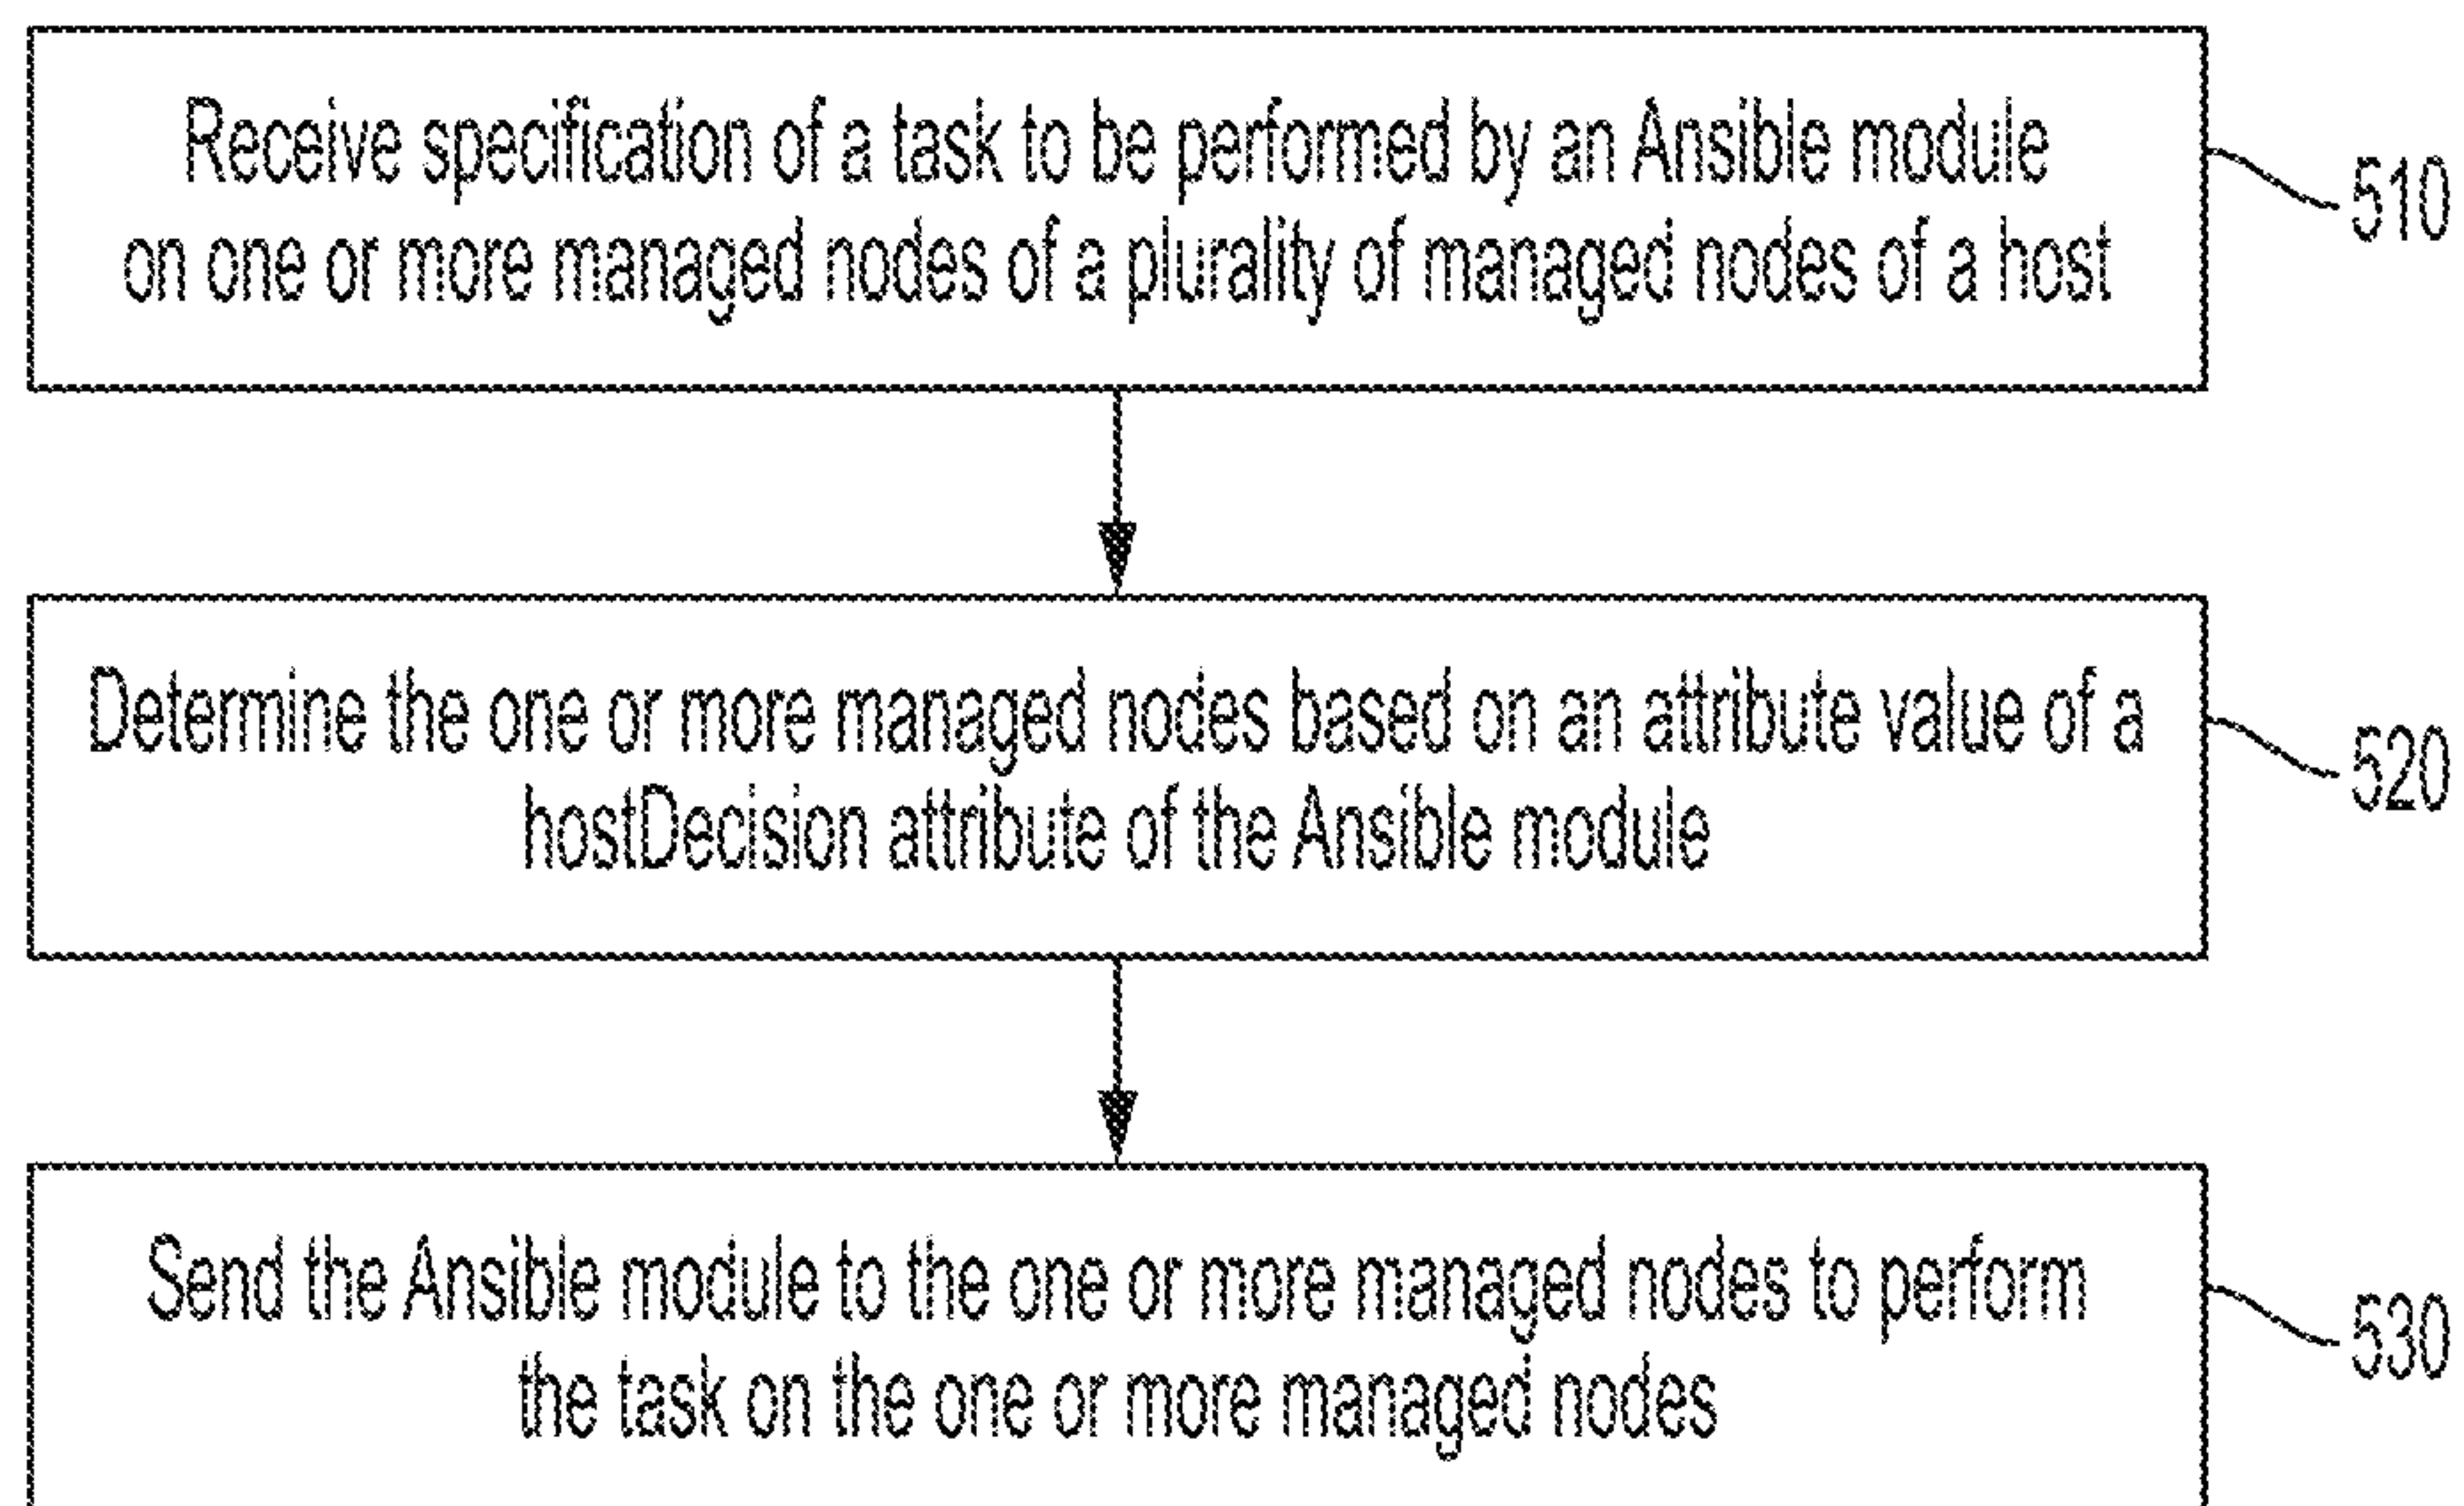 Receive specification of a task to be performed by an Ansible module
on one or more managed nodes of a plurality of managed nodes of a host
510
Determine the one or more managed nodes based on an attribute value of a
hostDecision attribute of the Ansible module
520
Send the Ansible module to the one or more managed nodes to perform
the task on the one or more managed nodes
530